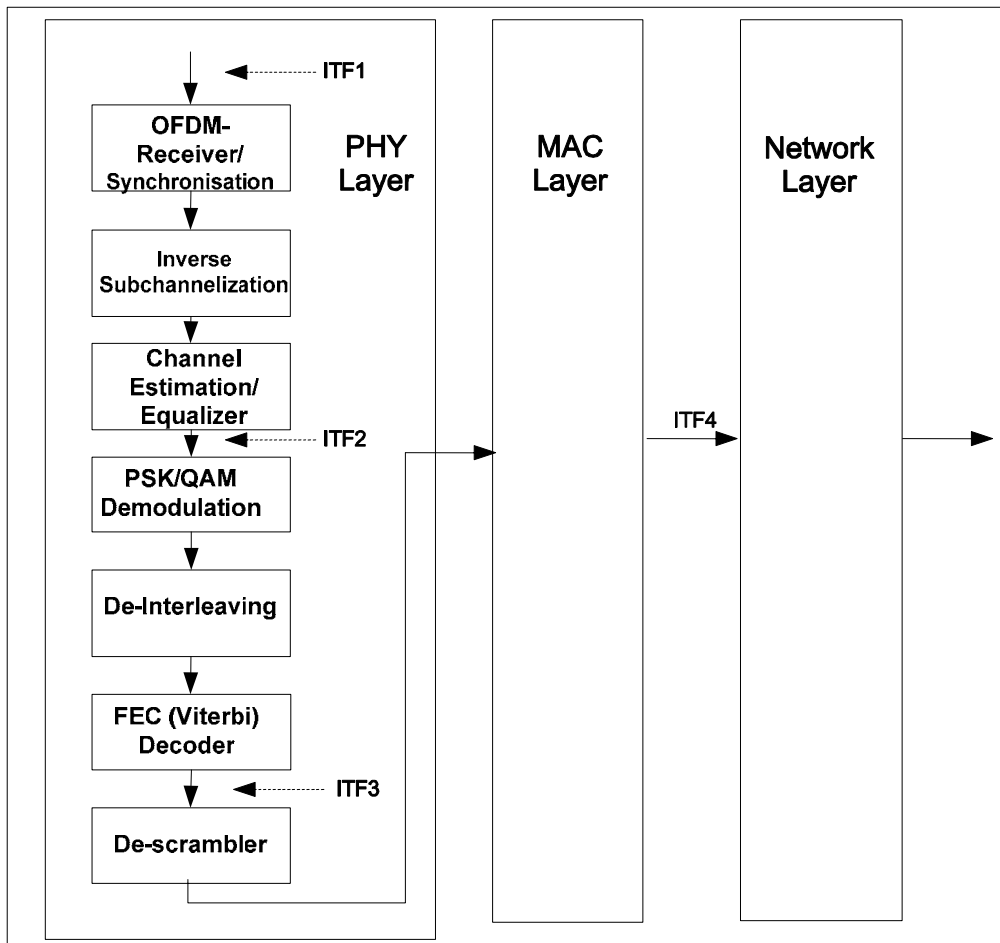 ITF1
OFDM-
Receiver/
Synchronisation
PHY
Layer
MAC
Layer
Network
Layer
Inverse
Subchannelization
Channel
Estimation/
Equalizer
ITF2
ITF4
PSK/QAM
Demodulation
De-Interleaving
FEC (Viterbi)
Decoder
ITF3
De-scrambler